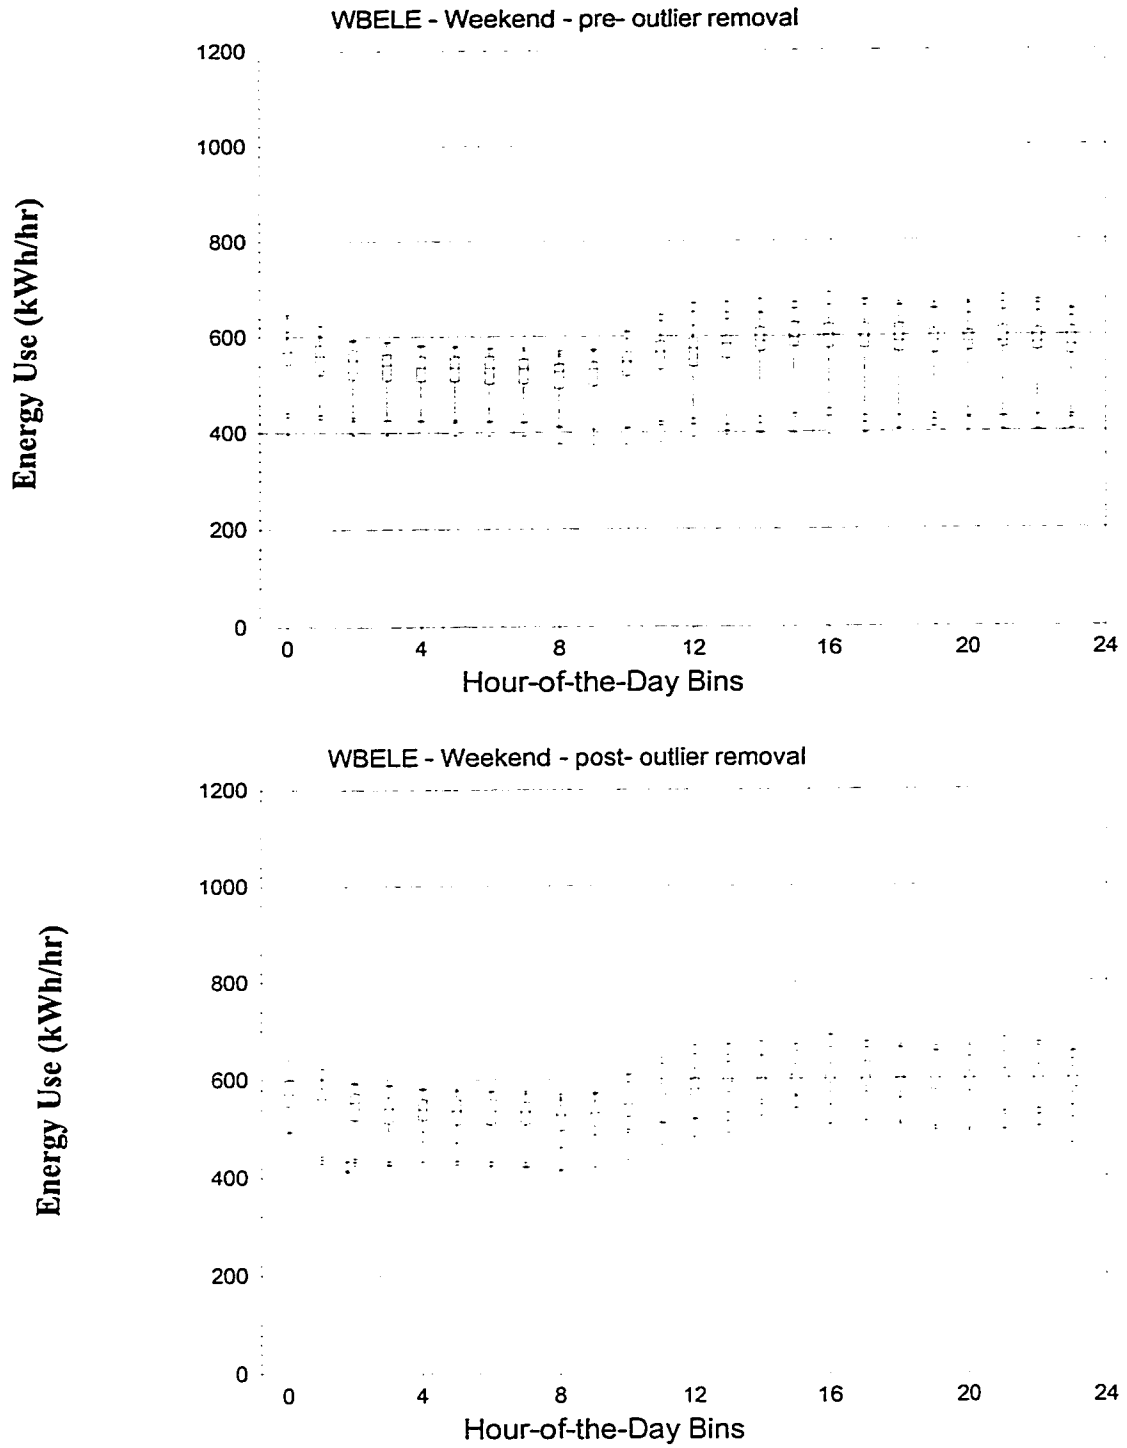 WBELE - Weekend - pre- outlier removal
1200
1000
800
600
400
200
0
Energy Use (kWh/hr)
0 4 8 12 16 20 24
Hour-of-the-Day Bins
WBELE - Weekend - post- outlier removal
1200
1000
800
600
400
200
0
Energy Use (kWh/hr)
0 4 8 12 16 20 24
Hour-of-the-Day Bins